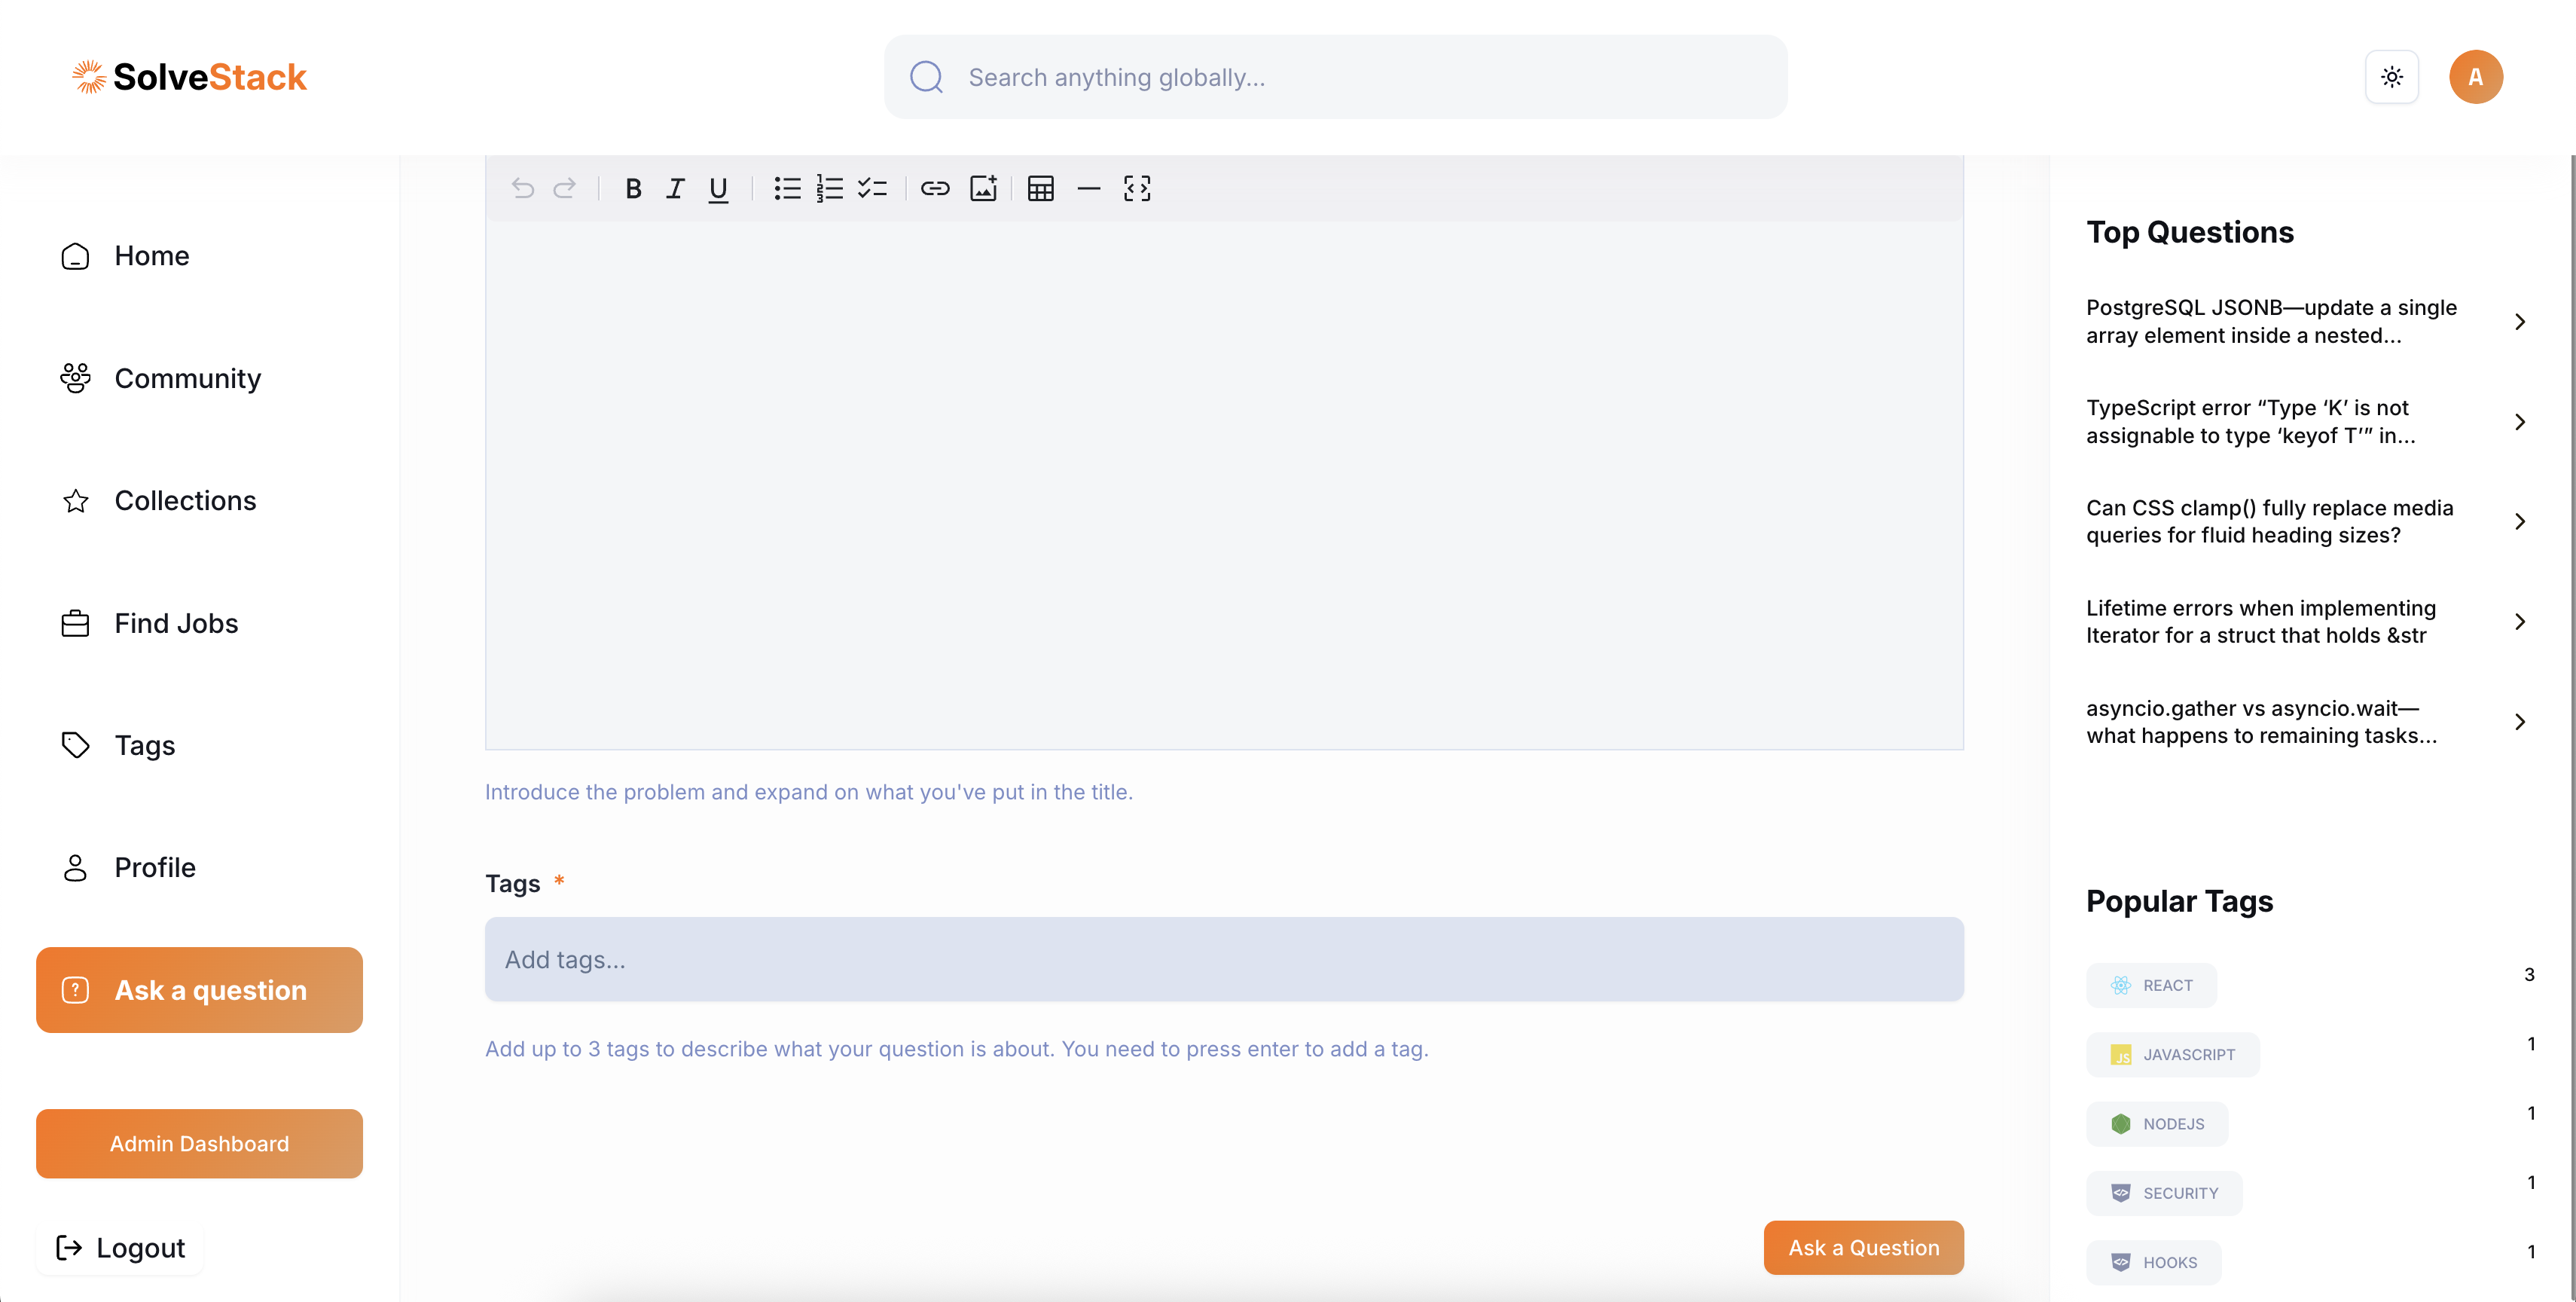 SolveStack
Search anything globally...
A
Home
Community
Collections
Find Jobs
Tags
Profile
Ask a question
Admin Dashboard
Logout
B I U
Introduce the problem and expand on what you've put in the title.
Tags *
Add tags...
Add up to 3 tags to describe what your question is about. You need to press enter to add a tag.
Ask a Question
Top Questions
PostgreSQL JSONB—update a single
array element inside a nested...
TypeScript error “Type ‘K’ is not
assignable to type ‘keyof T’” in...
Can CSS clamp() fully replace media
queries for fluid heading sizes?
Lifetime errors when implementing
Iterator for a struct that holds &str
asyncio.gather vs asyncio.wait—
what happens to remaining tasks...
Popular Tags
REACT 3
JS JAVASCRIPT 1
NODEJS 1
SECURITY 1
HOOKS 1